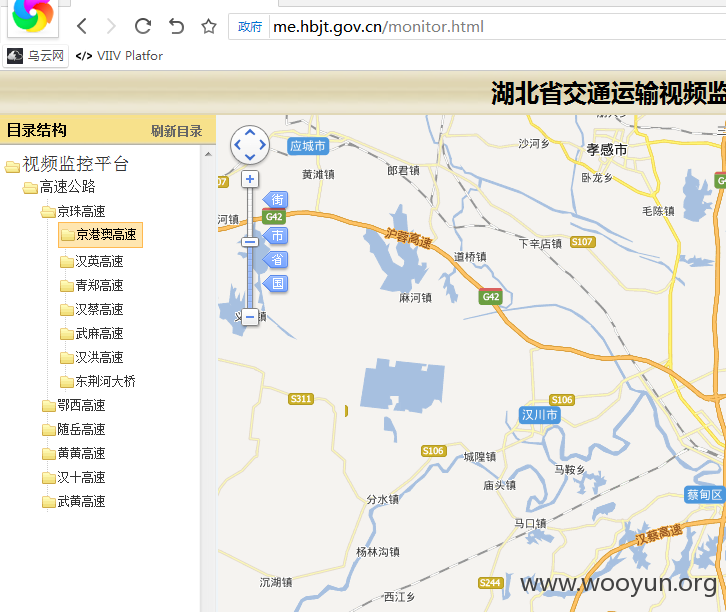 政府 me.hbjt.gov.cn/monitor.html
乌云网 </> VIIV Platfor
湖北省交通运输视频监
目录结构 刷新目录
视频监控平台
高速公路
京珠高速
京港澳高速
汉英高速
青郑高速
汉蔡高速
武麻高速
汉洪高速
东荆河大桥
鄂西高速
随岳高速
黄黄高速
汉十高速
武黄高速
应城市
沙河乡
孝感市
黄滩镇
郎君镇
卧龙乡
07
G4
街
毛陈镇
河镇
G42
市
沪蓉高速
下辛店镇
S107
道桥镇
省
国
麻河镇
G42
镇
S311
S106
汉川市
S106
城隍镇
马鞍乡
庙头镇
蔡甸区
分水镇
马口镇
汉蔡高速
杨林沟镇
沉湖镇
S244
西江乡
www.wooyun.org